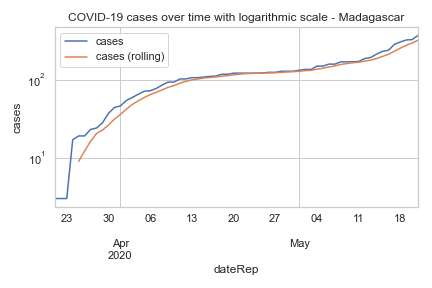 COVID-19 cases over time with logarithmic scale - Madagascar
cases
cases (rolling)
10²
10¹
cases
23 30 06 13 20 27 04 11 18
Apr May
2020
dateRep